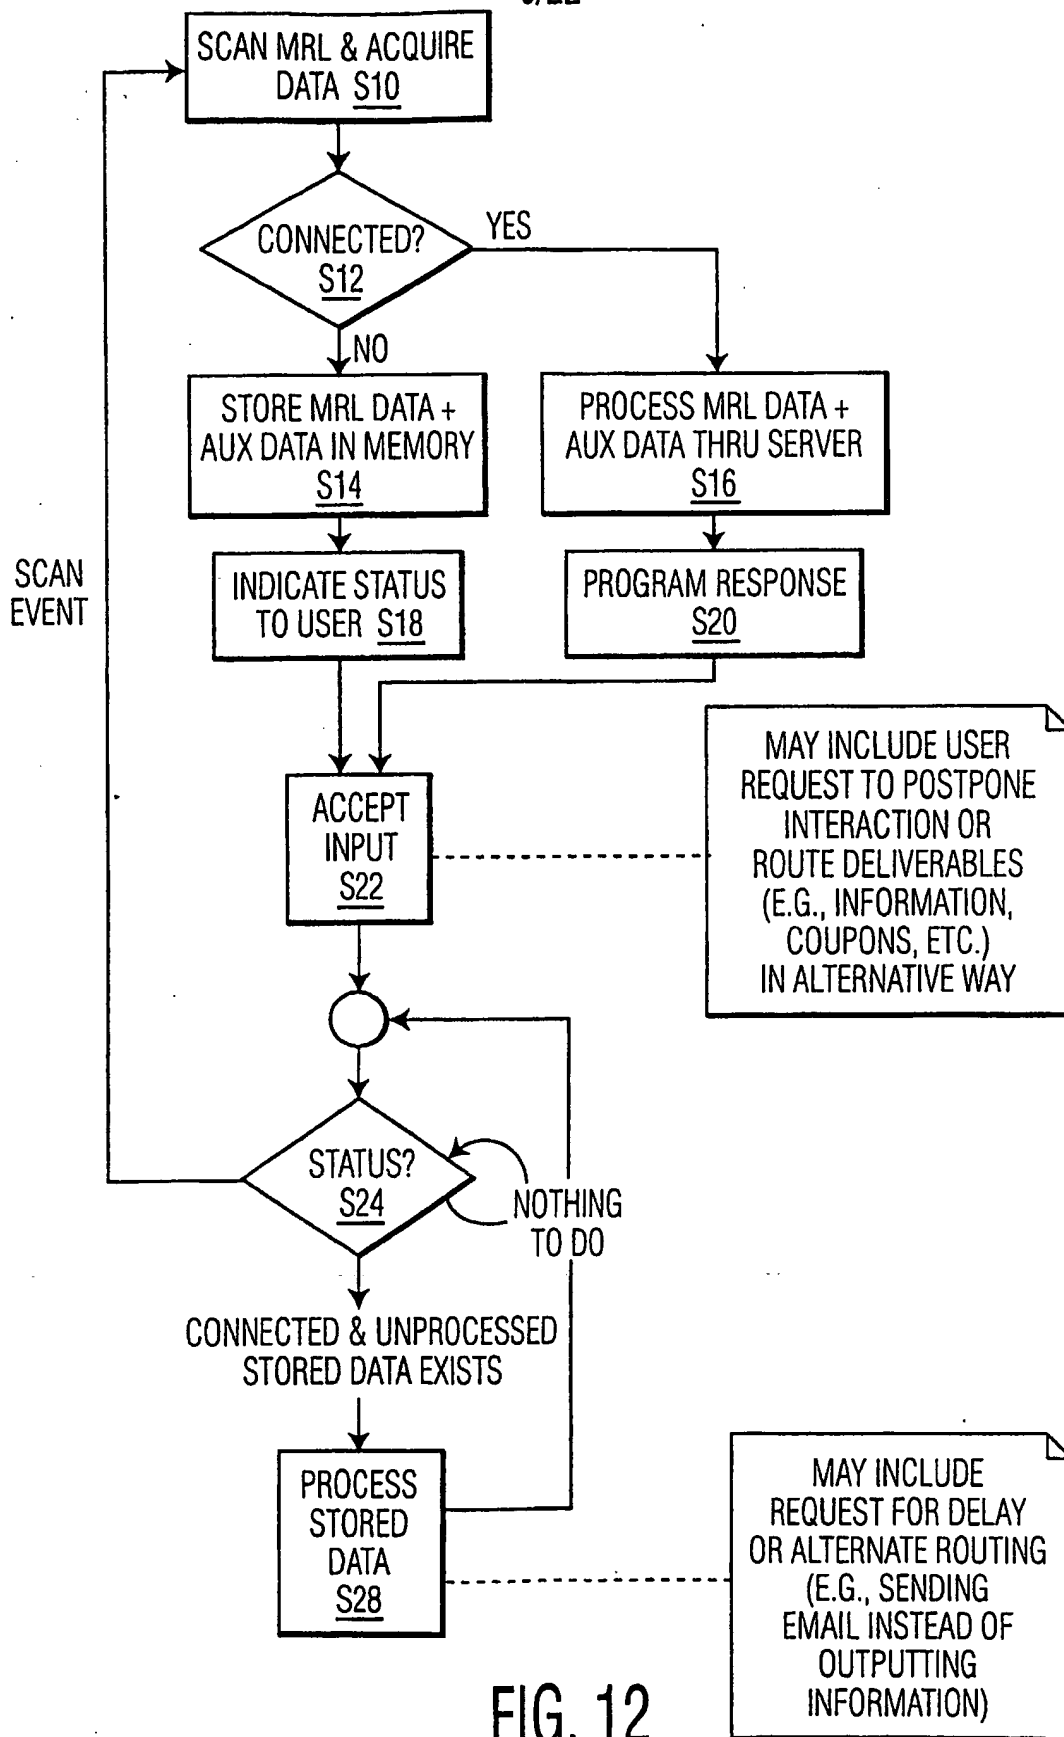 SCAN MRL & ACQUIRE
DATA S10
CONNECTED?
S12
YES
NO
STORE MRL DATA +
AUX DATA IN MEMORY
S14
PROCESS MRL DATA +
AUX DATA THRU SERVER
S16
SCAN
EVENT
INDICATE STATUS
TO USER S18
PROGRAM RESPONSE
S20
ACCEPT
INPUT
S22
MAY INCLUDE USER
REQUEST TO POSTPONE
INTERACTION OR
ROUTE DELIVERABLES
(E.G., INFORMATION,
COUPONS, ETC.)
IN ALTERNATIVE WAY
STATUS?
S24
NOTHING
TO DO
CONNECTED & UNPROCESSED
STORED DATA EXISTS
PROCESS
STORED
DATA
S28
MAY INCLUDE
REQUEST FOR DELAY
OR ALTERNATE ROUTING
(E.G., SENDING
EMAIL INSTEAD OF
OUTPUTTING
INFORMATION)
FIG. 12